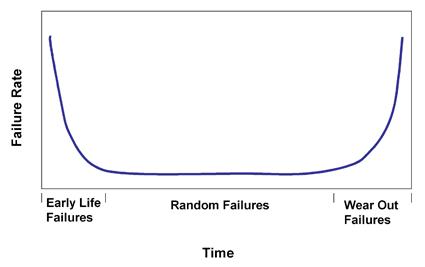 Failure Rate
Early Life
Failures
Random Failures
Wear Out
Failures
Time